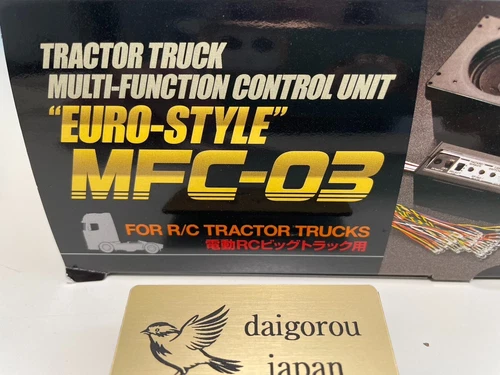 TRACTOR TRUCK
MULTI-FUNCTION CONTROL UNIT
"EURO-STYLE"
MFC-03
FOR R/C TRACTOR TRUCKS
電動RCビッグトラック用
daigorou
japan